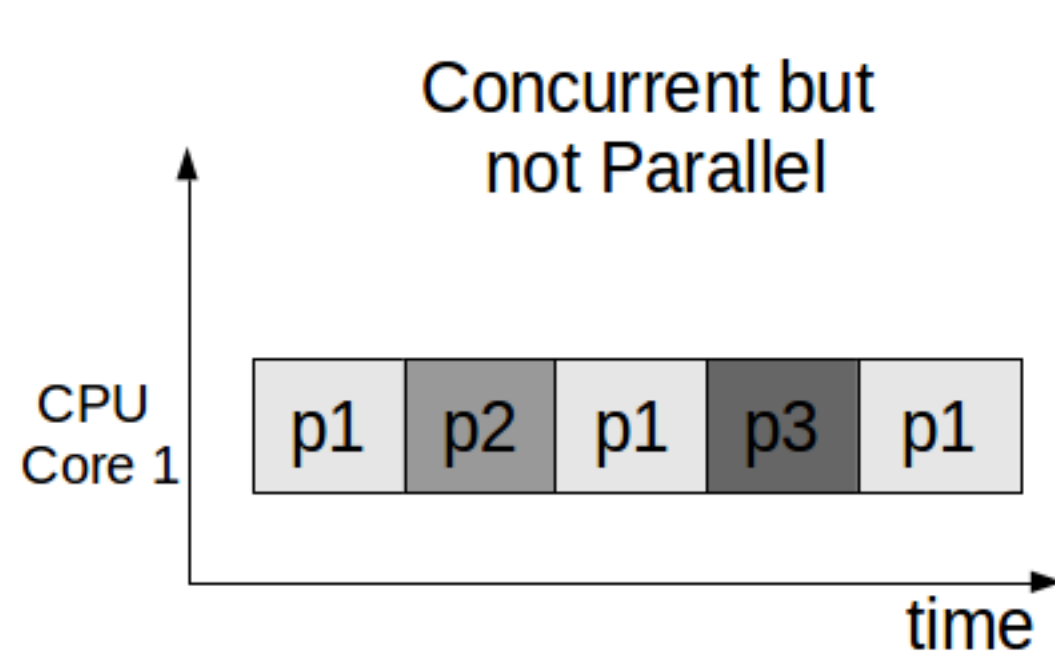 Concurrent but
not Parallel
CPU
Core 1
p1 p2 p1 p3 p1
time